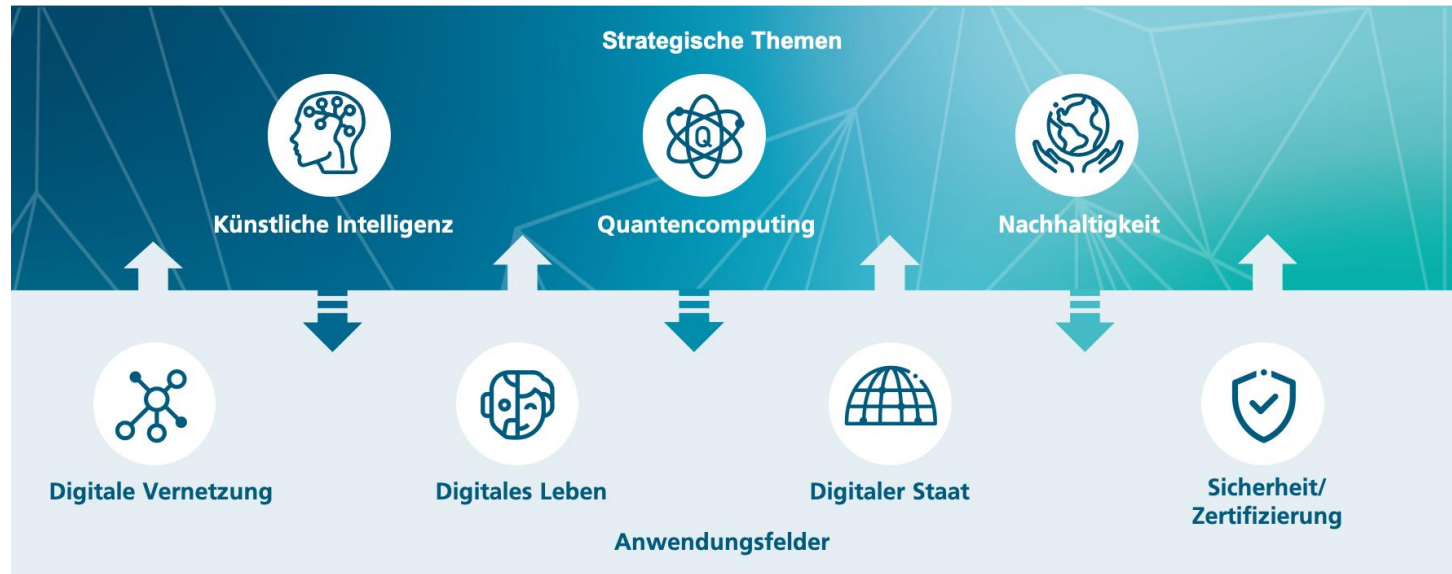 Strategische Themen
Q
Künstliche Intelligenz
Quantencomputing
Nachhaltigkeit
Digitale Vernetzung
Digitales Leben
Digitaler Staat
Sicherheit/
Zertifizierung
Anwendungsfelder